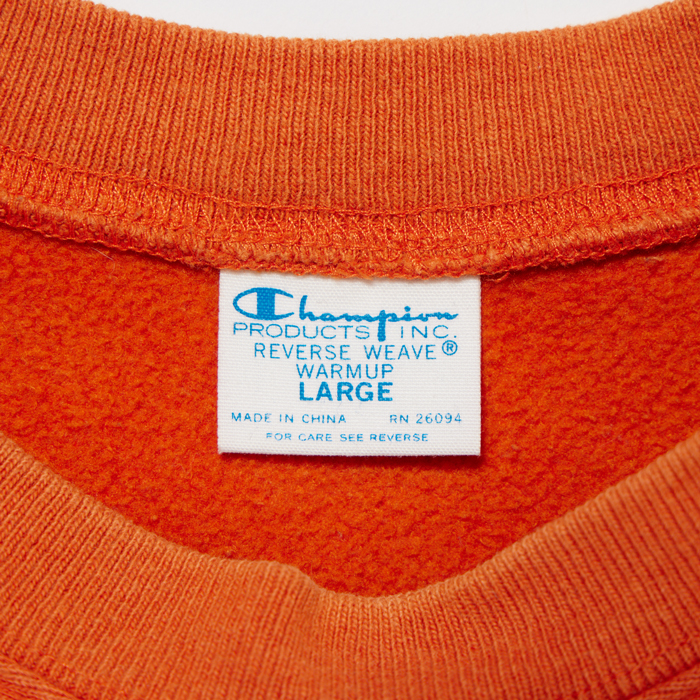 Champion
PRODUCTS INC.
REVERSE WEAVE®
WARMUP
LARGE
MADE IN CHINA RN 26094
FOR CARE SEE REVERSE